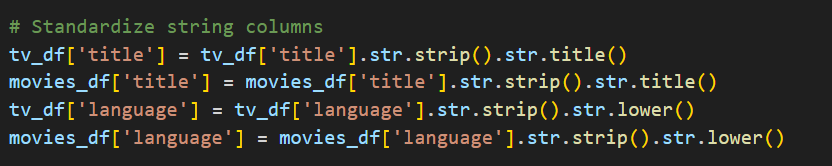 # Standardize string columns
tv_df['title'] = tv_df['title'].str.strip().str.title()
movies_df['title'] = movies_df['title'].str.strip().str.title()
tv_df['language'] = tv_df['language'].str.strip().str.lower()
movies_df['language'] = movies_df['language'].str.strip().str.lower()